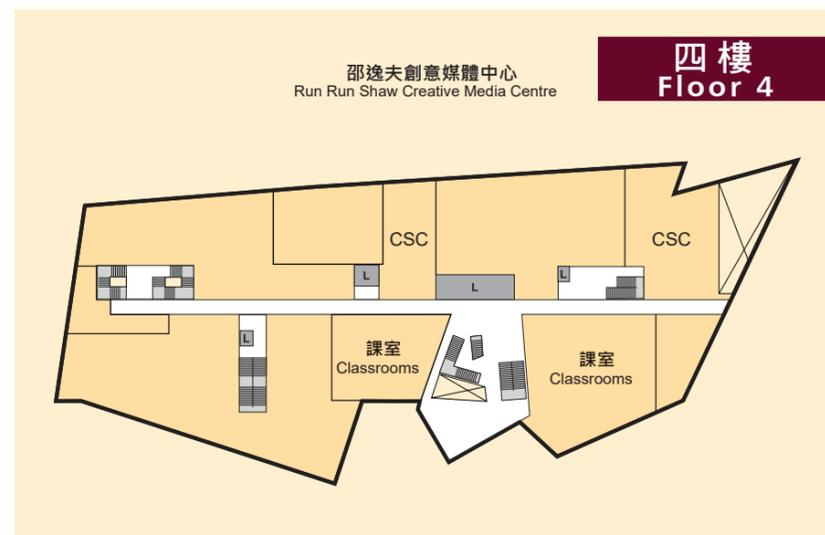 四樓
Floor 4
邵逸夫創意媒體中心
Run Run Shaw Creative Media Centre
CSC
CSC
L
L
L
L
課室
Classrooms
課室
Classrooms